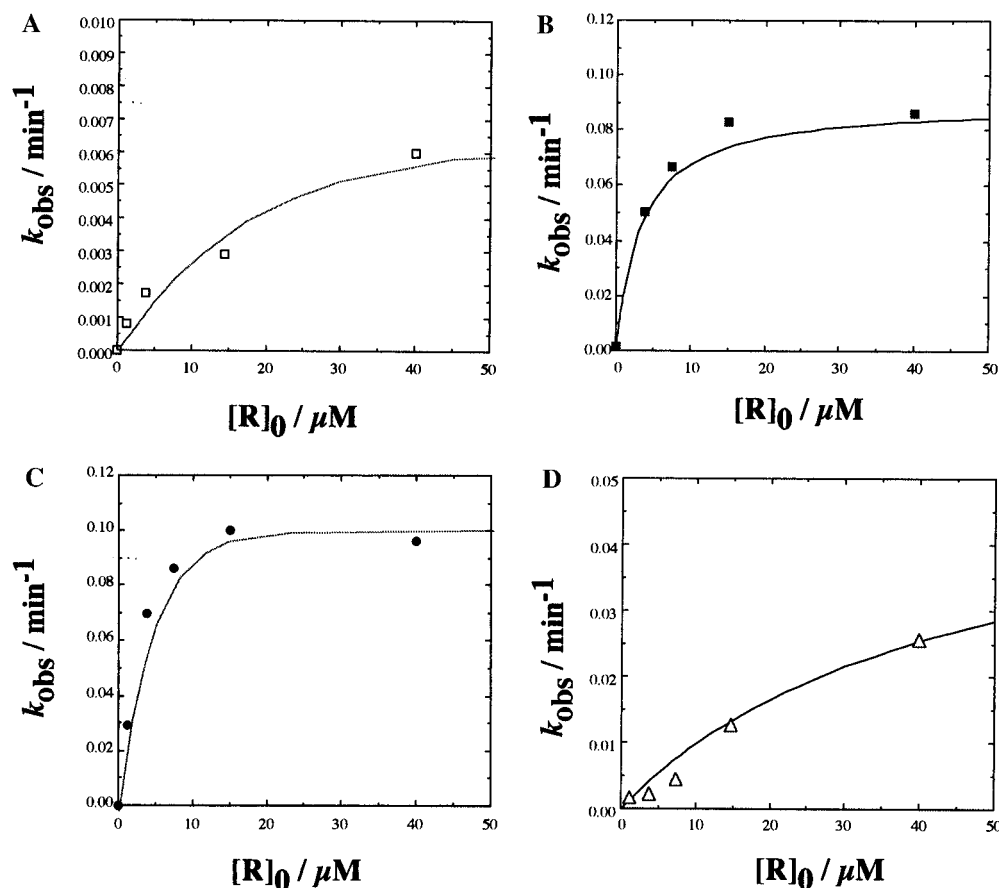 A
k_obs / min⁻¹
0.010
0.009
0.008
0.007
0.006
0.005
0.004
0.003
0.002
0.001
0.000
0 10 20 30 40 50
[R]₀ / μM
B
k_obs / min⁻¹
0.12
0.10
0.08
0.06
0.04
0.02
0.00
0 10 20 30 40 50
[R]₀ / μM
C
k_obs / min⁻¹
0.12
0.10
0.08
0.06
0.04
0.02
0.00
0 10 20 30 40 50
[R]₀ / μM
D
k_obs / min⁻¹
0.05
0.04
0.03
0.02
0.01
0.00
0 10 20 30 40 50
[R]₀ / μM